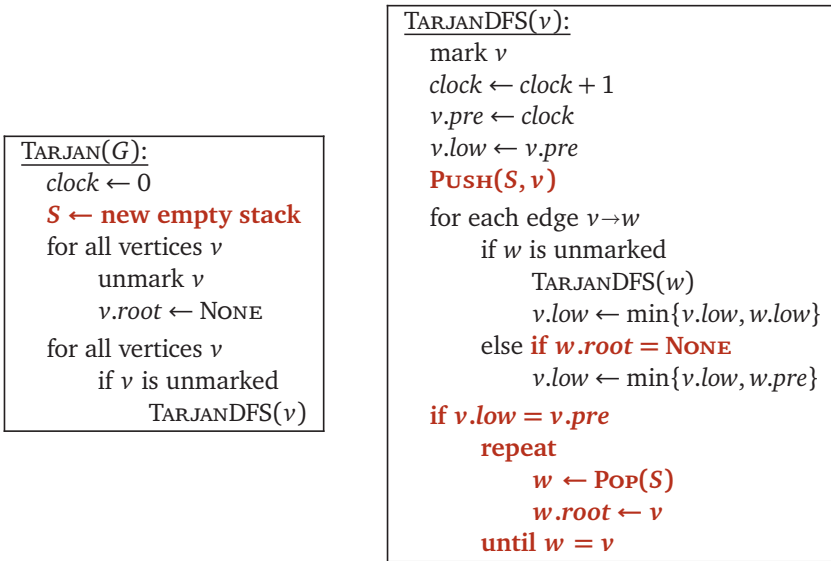 TARJAN(G):
clock ← 0
S ← new empty stack
for all vertices v
unmark v
v.root ← NONE
for all vertices v
if v is unmarked
TARJANDFS(v)
TARJANDFS(v):
mark v
clock ← clock + 1
v.pre ← clock
v.low ← v.pre
PUSH(S, v)
for each edge v→w
if w is unmarked
TARJANDFS(w)
v.low ← min{v.low, w.low}
else if w.root = NONE
v.low ← min{v.low, w.pre}
if v.low = v.pre
repeat
w ← POP(S)
w.root ← v
until w = v